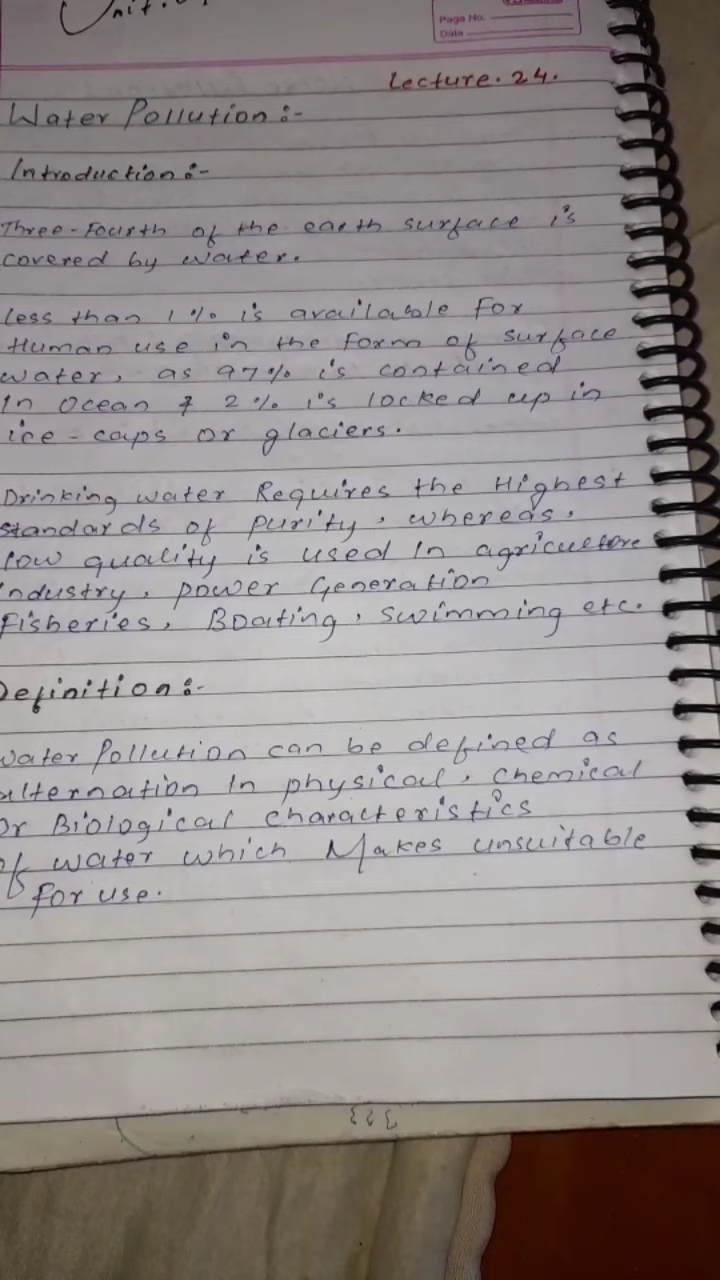 Unit.
Page No.
Date
Lecture. 24.
Water Pollution :-
Introduction :-
Three-Fourth of the earth surface is
covered by water.
less than 1% is available for
Human use in the form of surface
water, as 97% is contained
In Ocean & 2% is locked up in
ice-caps or glaciers.
Drinking water Requires the Highest
standards of purity, whereas,
low quality is used In agriculture
industry, power Generation
Fisheries, Boating, swimming etc.
Definition :-
water Pollution can be defined as
alternation In physical, chemical
Or Biological characteristics
of water which Makes unsuitable
for use.